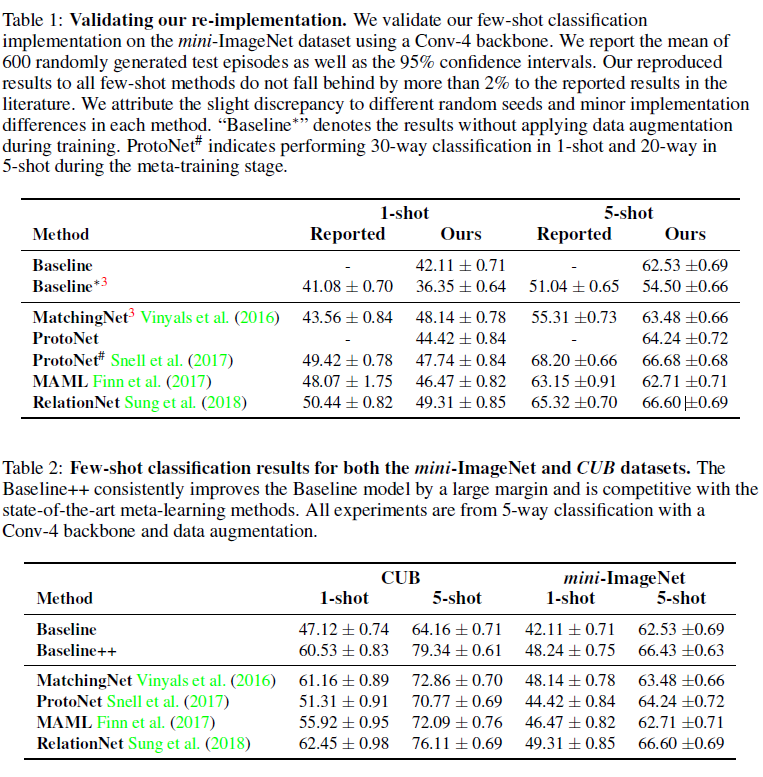 Table 1: Validating our re-implementation. We validate our few-shot classification
implementation on the mini-ImageNet dataset using a Conv-4 backbone. We report the mean of
600 randomly generated test episodes as well as the 95% confidence intervals. Our reproduced
results to all few-shot methods do not fall behind by more than 2% to the reported results in the
literature. We attribute the slight discrepancy to different random seeds and minor implementation
differences in each method. “Baseline*” denotes the results without applying data augmentation
during training. ProtoNet# indicates performing 30-way classification in 1-shot and 20-way in
5-shot during the meta-training stage.
1-shot 5-shot
Method Reported Ours Reported Ours
Baseline - 42.11 ± 0.71 - 62.53 ±0.69
Baseline*3 41.08 ± 0.70 36.35 ± 0.64 51.04 ± 0.65 54.50 ±0.66
MatchingNet3 Vinyals et al. (2016) 43.56 ± 0.84 48.14 ± 0.78 55.31 ±0.73 63.48 ±0.66
ProtoNet - 44.42 ± 0.84 - 64.24 ±0.72
ProtoNet# Snell et al. (2017) 49.42 ± 0.78 47.74 ± 0.84 68.20 ±0.66 66.68 ±0.68
MAML Finn et al. (2017) 48.07 ± 1.75 46.47 ± 0.82 63.15 ±0.91 62.71 ±0.71
RelationNet Sung et al. (2018) 50.44 ± 0.82 49.31 ± 0.85 65.32 ±0.70 66.60 ±0.69
Table 2: Few-shot classification results for both the mini-ImageNet and CUB datasets. The
Baseline++ consistently improves the Baseline model by a large margin and is competitive with the
state-of-the-art meta-learning methods. All experiments are from 5-way classification with a
Conv-4 backbone and data augmentation.
CUB mini-ImageNet
Method 1-shot 5-shot 1-shot 5-shot
Baseline 47.12 ± 0.74 64.16 ± 0.71 42.11 ± 0.71 62.53 ±0.69
Baseline++ 60.53 ± 0.83 79.34 ± 0.61 48.24 ± 0.75 66.43 ±0.63
MatchingNet Vinyals et al. (2016) 61.16 ± 0.89 72.86 ± 0.70 48.14 ± 0.78 63.48 ±0.66
ProtoNet Snell et al. (2017) 51.31 ± 0.91 70.77 ± 0.69 44.42 ± 0.84 64.24 ±0.72
MAML Finn et al. (2017) 55.92 ± 0.95 72.09 ± 0.76 46.47 ± 0.82 62.71 ±0.71
RelationNet Sung et al. (2018) 62.45 ± 0.98 76.11 ± 0.69 49.31 ± 0.85 66.60 ±0.69